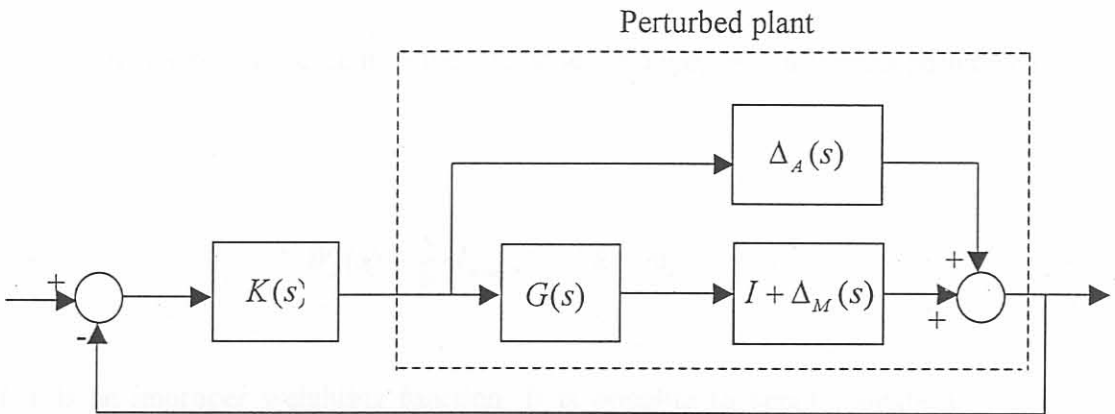 Perturbed plant
Δ_A(s)
+
K(s)
G(s)
I + Δ_M(s)
+
+
-